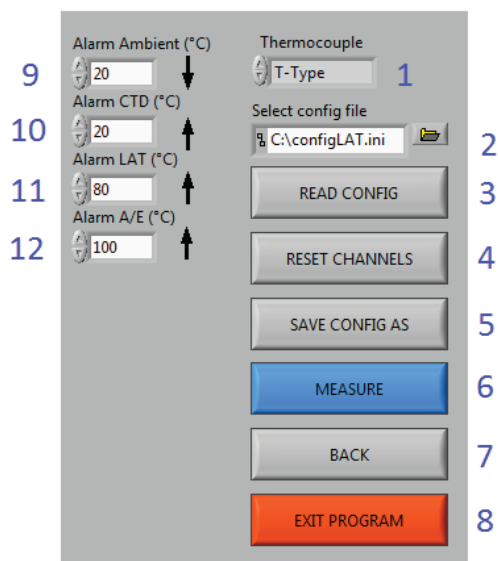 Alarm Ambient (°C)
9
20
Alarm CTD (°C)
10
20
Alarm LAT (°C)
11
80
Alarm A/E (°C)
12
100
Thermocouple
T-Type
1
Select config file
C:\configLAT.ini
2
READ CONFIG
3
RESET CHANNELS
4
SAVE CONFIG AS
5
MEASURE
6
BACK
7
EXIT PROGRAM
8